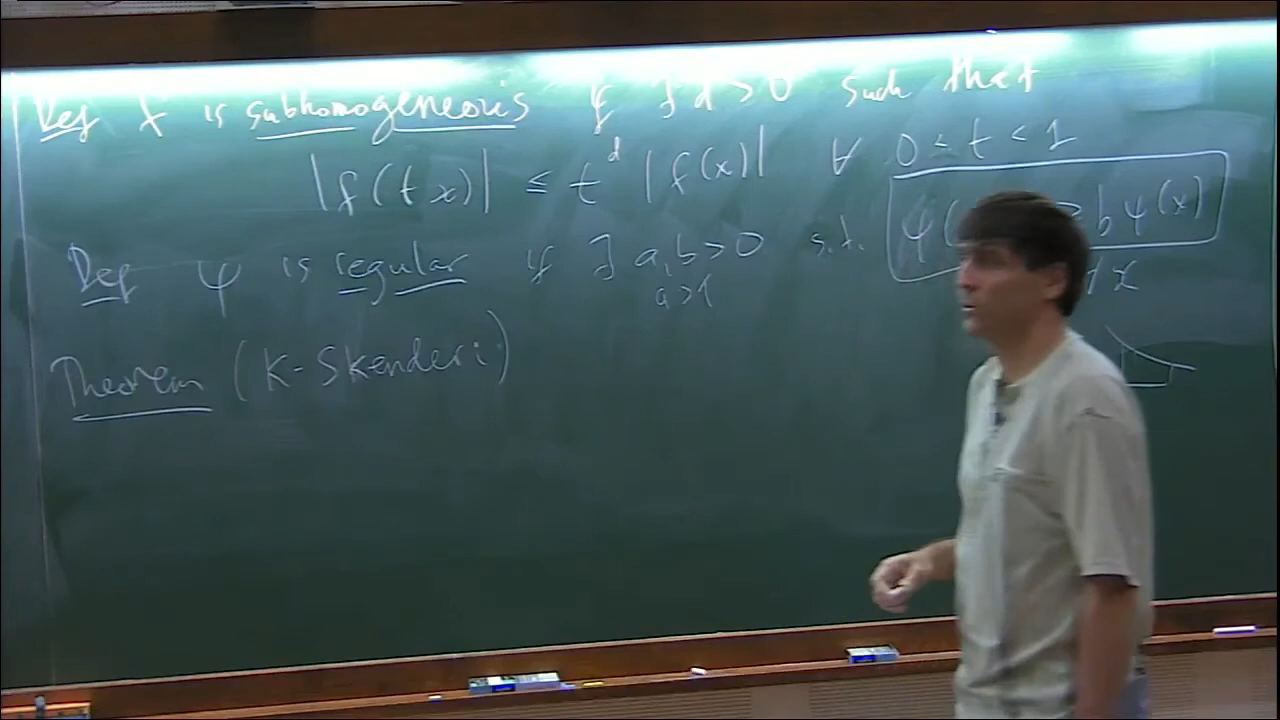 Def f is subhomogeneous if ∃ d > 0 such that
|f(tx)| ≤ t^d |f(x)| ∀ 0 < t < 1
Def ψ is regular if ∃ a, b > 0 s.t. ψ( ≥ b ψ(x)
a > 1 ∀ x
Theorem (K-Skenderi)